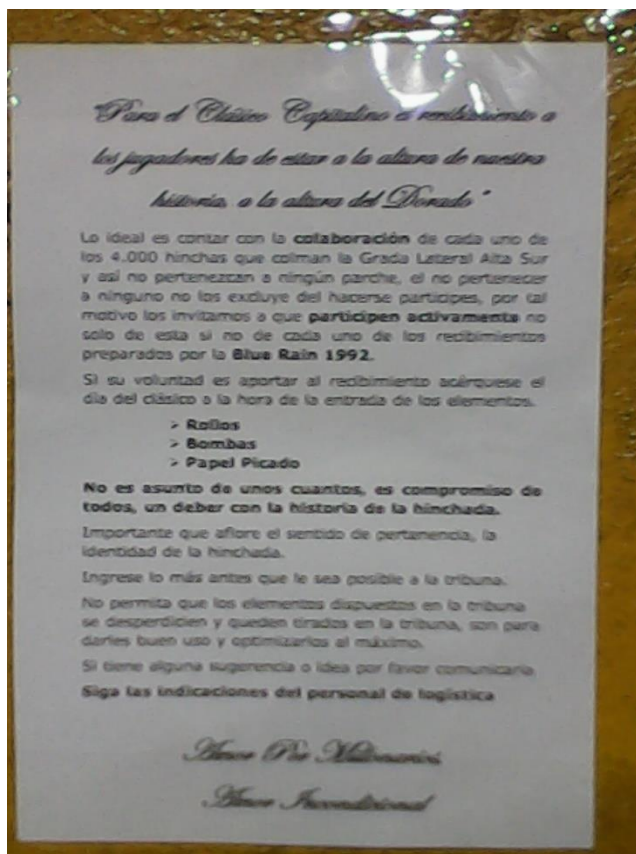 "Para el Clásico Capitalino el recibimiento a
los jugadores ha de estar a la altura de nuestra
historia, a la altura del Dorado"
Lo ideal es contar con la colaboración de cada uno de
los 4.000 hinchas que colman la Grada Lateral Alta Sur
y así no pertenezcan a ningún parche, el no pertenecer
a ninguno no los excluye del hacerse participes, por tal
motivo los invitamos a que participen activamente no
solo de esta si no de cada uno de los recibimientos
preparados por la Blue Rain 1992.
Si su voluntad es aportar al recibimiento acérquese el
día del clásico a la hora de la entrada de los elementos.
> Rollos
> Bombas
> Papel Picado
No es asunto de unos cuantos, es compromiso de
todos, un deber con la historia de la hinchada.
Importante que aflore el sentido de pertenencia, la
identidad de la hinchada.
Ingrese lo más antes que le sea posible a la tribuna.
No permita que los elementos dispuestos en la tribuna
se desperdicien y queden tirados en la tribuna, son para
darles buen uso y optimizarlos al máximo.
Si tiene alguna sugerencia o idea por favor comunicarla
Siga las indicaciones del personal de logística
Amor Por Millonarios,
Amor Incondicional